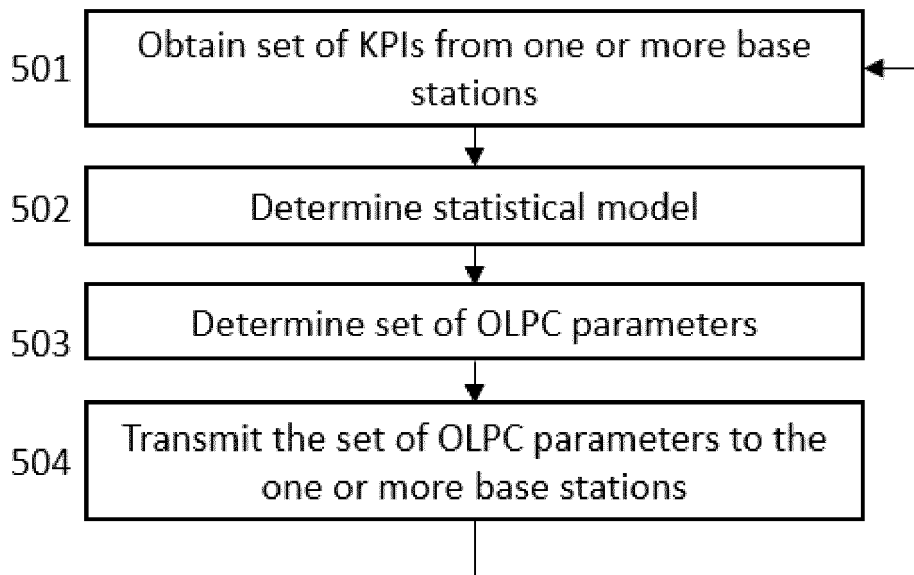 501
Obtain set of KPIs from one or more base
stations
502
Determine statistical model
503
Determine set of OLPC parameters
504
Transmit the set of OLPC parameters to the
one or more base stations